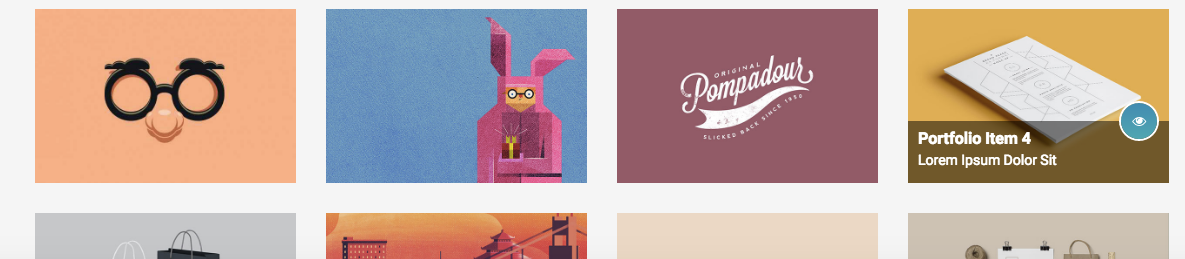 ORIGINAL
Pompadour
SLICKED BACK SINCE 1950
Portfolio Item 4
Lorem Ipsum Dolor Sit